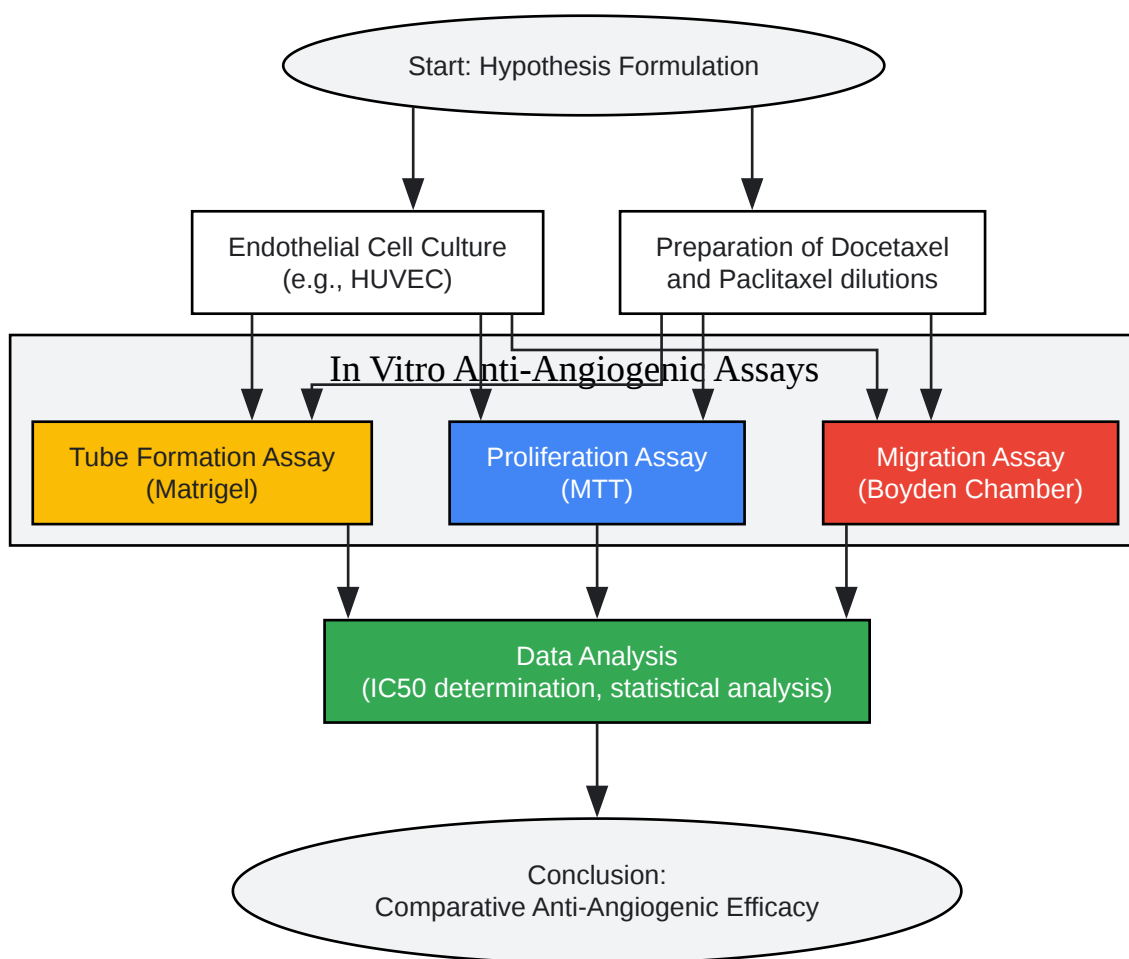 Start: Hypothesis Formulation
Endothelial Cell Culture
(e.g., HUVEC)
Preparation of Docetaxel
and Paclitaxel dilutions
In Vitro Anti-Angiogenic Assays
Tube Formation Assay
(Matrigel)
Proliferation Assay
(MTT)
Migration Assay
(Boyden Chamber)
Data Analysis
(IC50 determination, statistical analysis)
Conclusion:
Comparative Anti-Angiogenic Efficacy